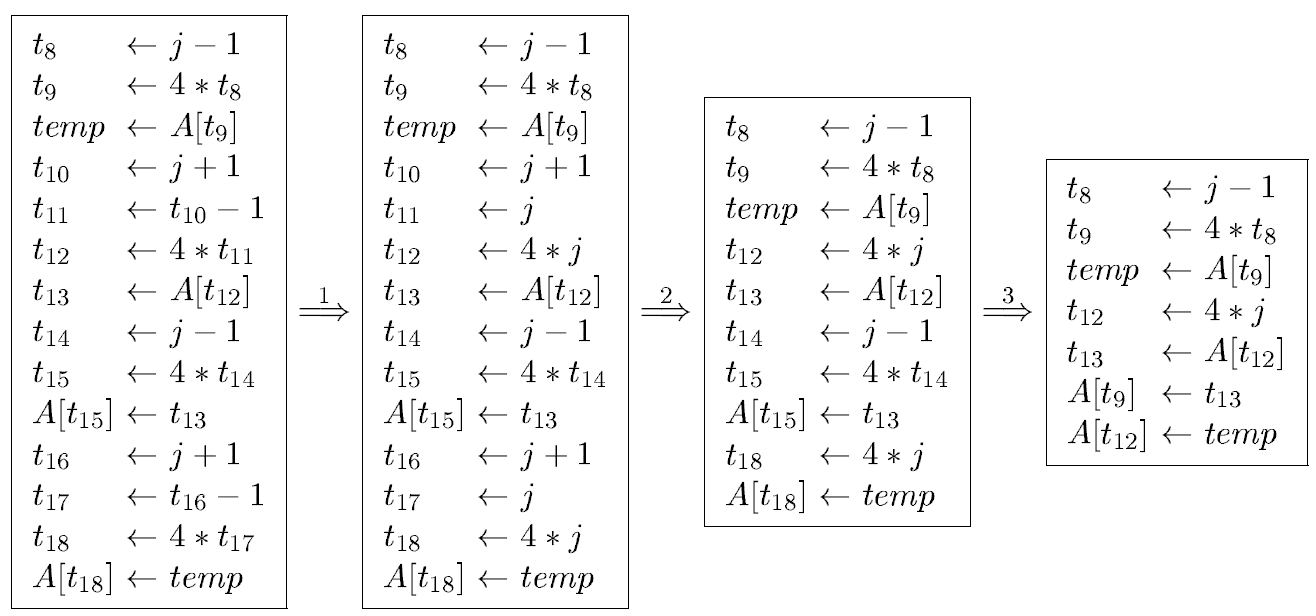 t₈ ← j − 1
t₉ ← 4 ∗ t₈
temp ← A[t₉]
t₁₀ ← j + 1
t₁₁ ← t₁₀ − 1
t₁₂ ← 4 ∗ t₁₁
t₁₃ ← A[t₁₂]
t₁₄ ← j − 1
t₁₅ ← 4 ∗ t₁₄
A[t₁₅] ← t₁₃
t₁₆ ← j + 1
t₁₇ ← t₁₆ − 1
t₁₈ ← 4 ∗ t₁₇
A[t₁₈] ← temp
1
⟹
t₈ ← j − 1
t₉ ← 4 ∗ t₈
temp ← A[t₉]
t₁₀ ← j + 1
t₁₁ ← j
t₁₂ ← 4 ∗ j
t₁₃ ← A[t₁₂]
t₁₄ ← j − 1
t₁₅ ← 4 ∗ t₁₄
A[t₁₅] ← t₁₃
t₁₆ ← j + 1
t₁₇ ← j
t₁₈ ← 4 ∗ j
A[t₁₈] ← temp
2
⟹
t₈ ← j − 1
t₉ ← 4 ∗ t₈
temp ← A[t₉]
t₁₂ ← 4 ∗ j
t₁₃ ← A[t₁₂]
t₁₄ ← j − 1
t₁₅ ← 4 ∗ t₁₄
A[t₁₅] ← t₁₃
t₁₈ ← 4 ∗ j
A[t₁₈] ← temp
3
⟹
t₈ ← j − 1
t₉ ← 4 ∗ t₈
temp ← A[t₉]
t₁₂ ← 4 ∗ j
t₁₃ ← A[t₁₂]
A[t₉] ← t₁₃
A[t₁₂] ← temp